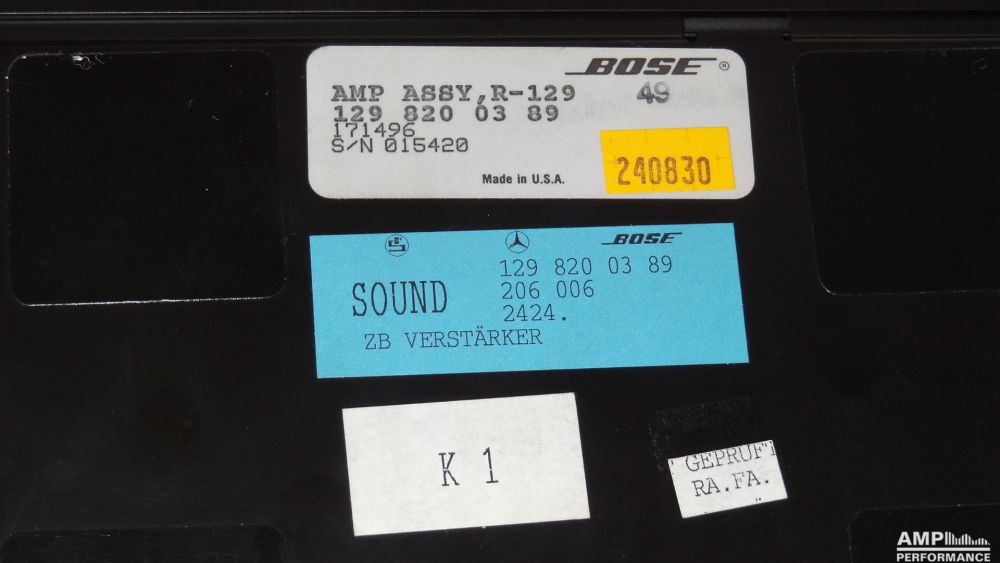 BOSE®
AMP ASSY,R-129 49
129 820 03 89
171496
S/N 015420
Made in U.S.A.
240830
BOSE
129 820 03 89
SOUND 206 006
2424.
ZB VERSTÄRKER
K 1
GEPRÜFT
RA.FA.
AMP
PERFORMANCE